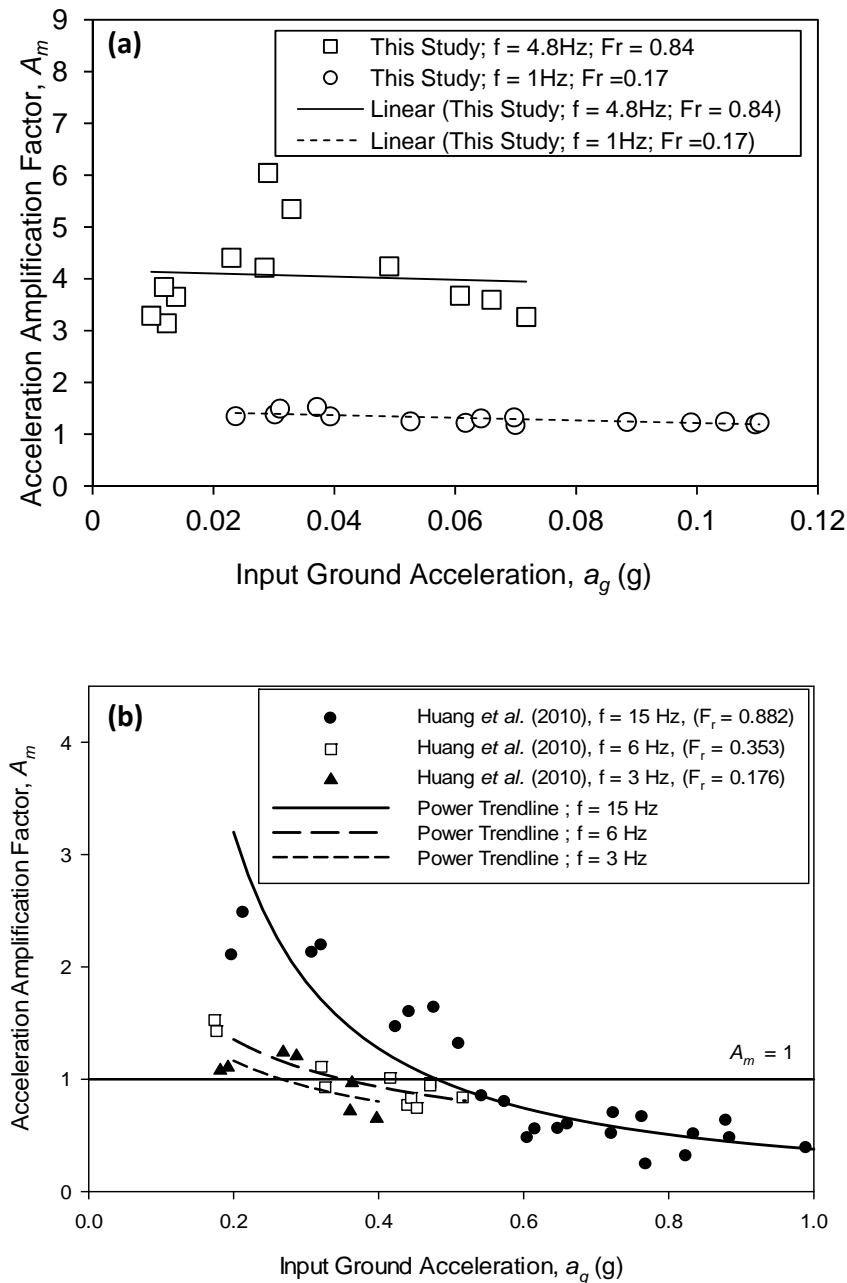 (a)
This Study; f = 4.8Hz; Fr = 0.84
This Study; f = 1Hz; Fr =0.17
Linear (This Study; f = 4.8Hz; Fr = 0.84)
Linear (This Study; f = 1Hz; Fr =0.17)
Acceleration Amplification Factor, Am
9
8
7
6
5
4
3
2
1
0
0 0.02 0.04 0.06 0.08 0.1 0.12
Input Ground Acceleration, ag (g)
(b)
Huang et al. (2010), f = 15 Hz, (Fr = 0.882)
Huang et al. (2010), f = 6 Hz, (Fr = 0.353)
Huang et al. (2010), f = 3 Hz, (Fr = 0.176)
Power Trendline ; f = 15 Hz
Power Trendline ; f = 6 Hz
Power Trendline ; f = 3 Hz
Acceleration Amplification Factor, Am
4
3
2
1
0
Am = 1
0.0 0.2 0.4 0.6 0.8 1.0
Input Ground Acceleration, ag (g)